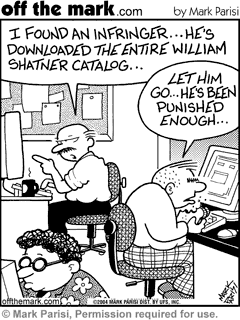 off the mark.com by Mark Parisi
I FOUND AN INFRINGER...HE'S
DOWNLOADED THE ENTIRE WILLIAM
SHATNER CATALOG...
LET HIM
GO...HE'S BEEN
PUNISHED
ENOUGH...
offthemark.com
©2004 MARK PARISI DIST. BY UFS, INC.
© Mark Parisi, Permission required for use.